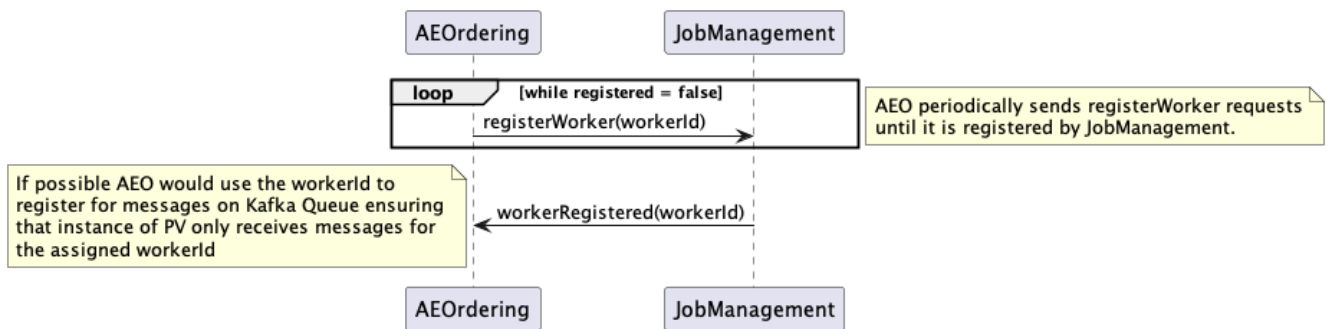 AEOrdering
JobManagement
loop
[while registered = false]
registerWorker(workerId)
AEO periodically sends registerWorker requests
until it is registered by JobManagement.
If possible AEO would use the workerId to
register for messages on Kafka Queue ensuring
that instance of PV only receives messages for
the assigned workerId
workerRegistered(workerId)
AEOrdering
JobManagement